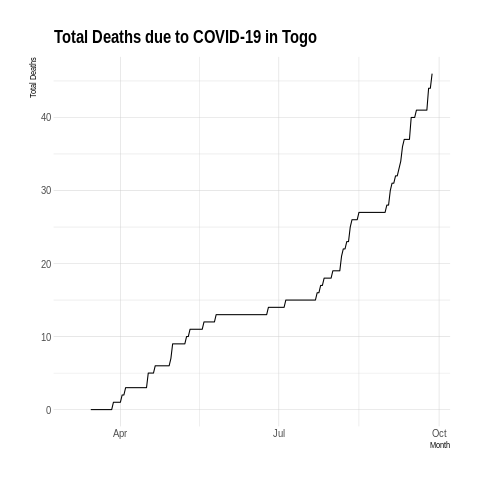 Total Deaths due to COVID-19 in Togo
Total Deaths
40
30
20
10
0
Apr
Jul
Oct
Month